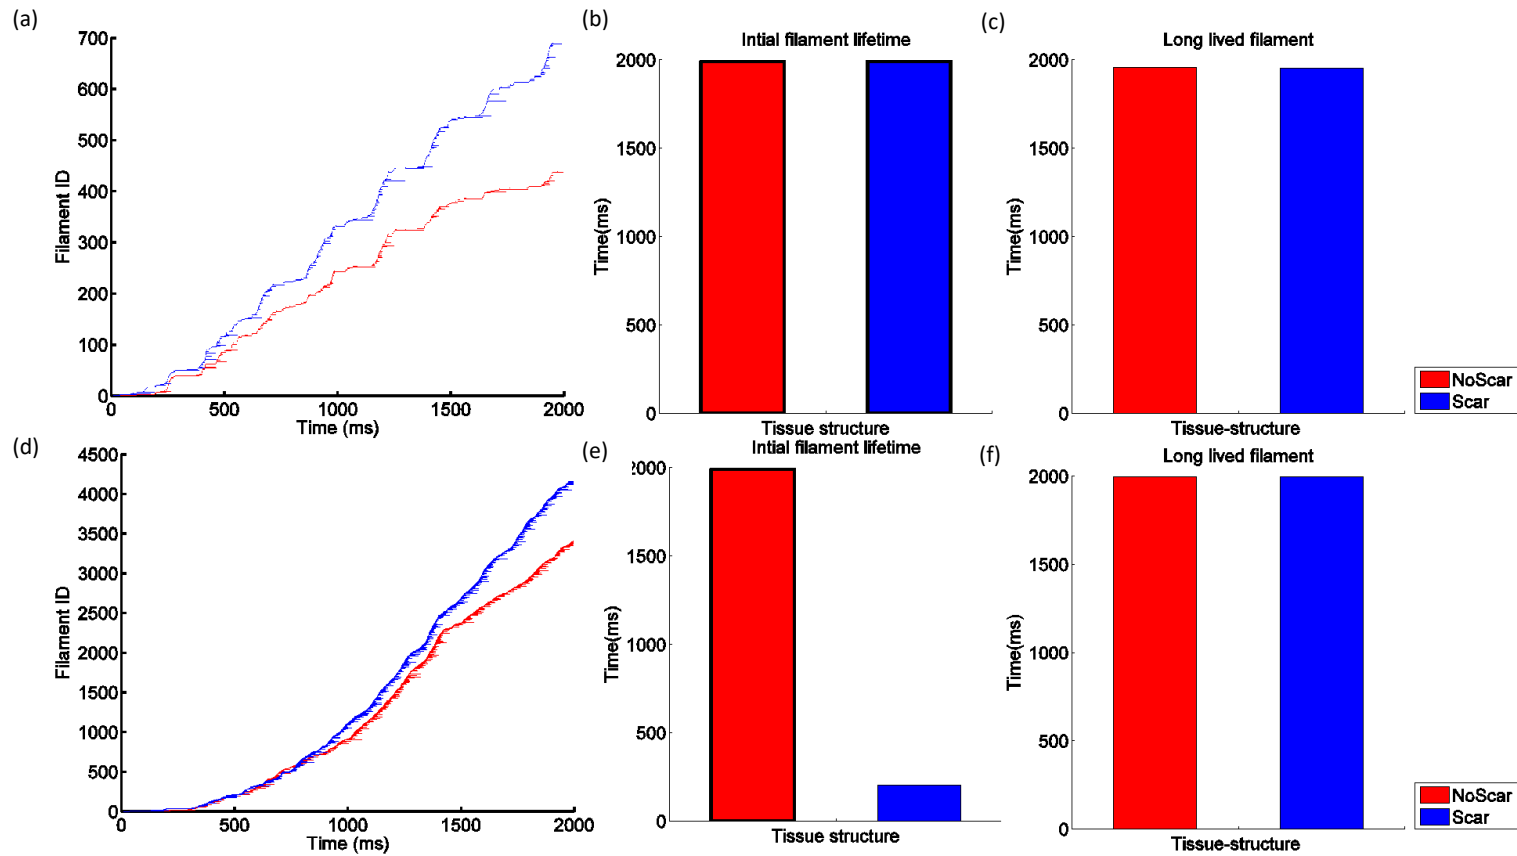 (a)
700
600
500
400
300
200
100
0
Filament ID
0 500 1000 1500 2000
Time (ms)
(b)
Intial filament lifetime
2000
1500
1000
500
0
Time(ms)
Tissue structure
(c)
Long lived filament
2000
1500
1000
500
0
Time(ms)
Tissue-structure
NoScar
Scar
(d)
4500
4000
3500
3000
2500
2000
1500
1000
500
0
Filament ID
0 500 1000 1500 2000
Time (ms)
(e)
Intial filament lifetime
2000
1500
1000
500
0
Time(ms)
Tissue structure
(f)
Long lived filament
2000
1500
1000
500
0
Time(ms)
Tissue-structure
NoScar
Scar